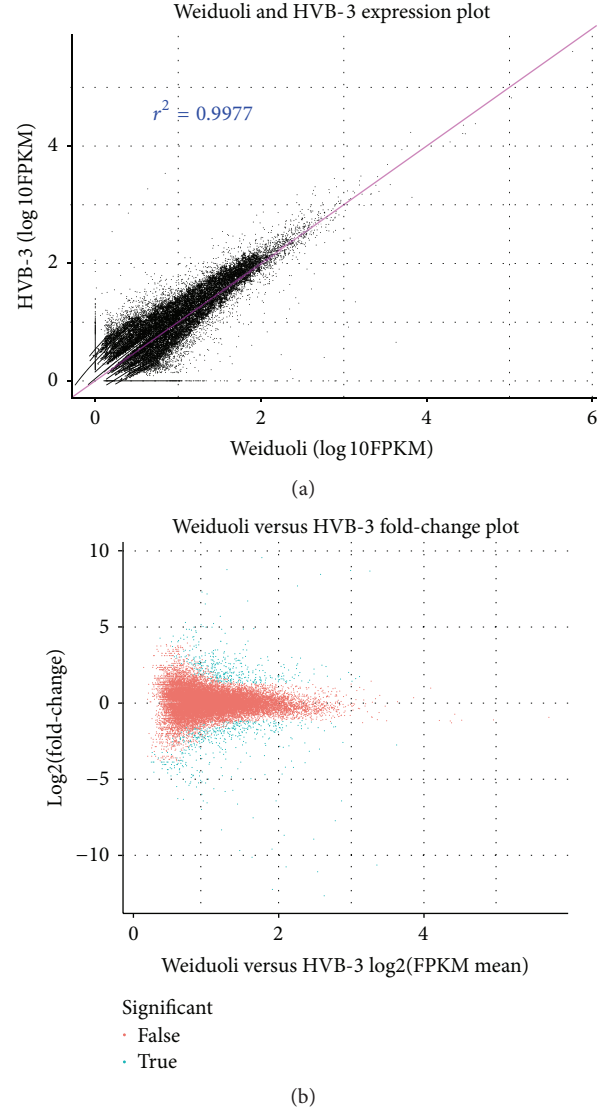 Weiduoli and HVB-3 expression plot
r² = 0.9977
HVB-3 (log 10FPKM)
4
2
0
0 2 4 6
Weiduoli (log 10FPKM)
(a)
Weiduoli versus HVB-3 fold-change plot
Log2(fold-change)
10
5
0
−5
−10
0 2 4
Weiduoli versus HVB-3 log2(FPKM mean)
Significant
False
True
(b)